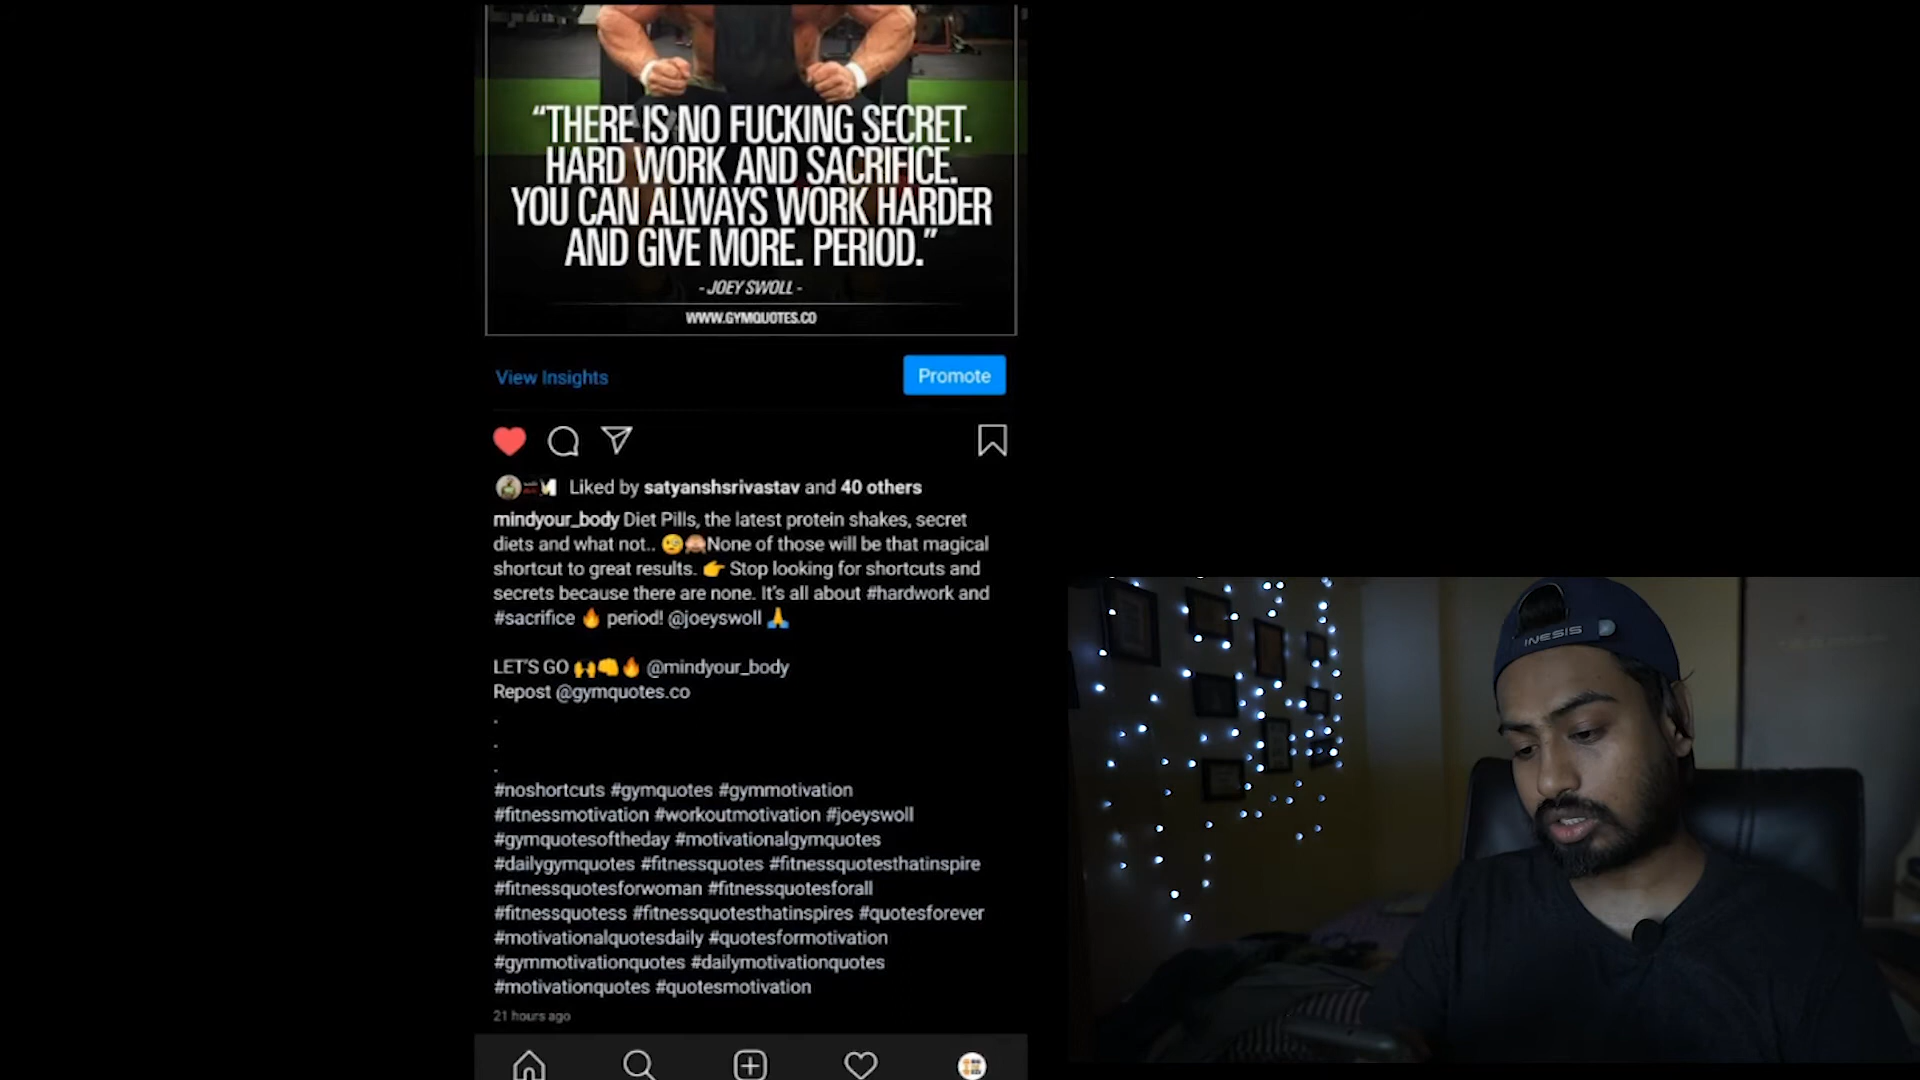 “THERE IS NO FUCKING SECRET.
HARD WORK AND SACRIFICE.
YOU CAN ALWAYS WORK HARDER
AND GIVE MORE. PERIOD.”
- JOEY SWOLL -
WWW.GYMQUOTES.CO
View Insights
Promote
Liked by satyanshsrivastav and 40 others
mindyour_body Diet Pills, the latest protein shakes, secret
diets and what not.. 🧐🙈None of those will be that magical
shortcut to great results. 👉 Stop looking for shortcuts and
secrets because there are none. It's all about #hardwork and
#sacrifice 🔥 period! @joeyswoll 🙏
LET'S GO 🙌👊🔥 @mindyour_body
Repost @gymquotes.co
.
.
.
#noshortcuts #gymquotes #gymmotivation
#fitnessmotivation #workoutmotivation #joeyswoll
#gymquotesoftheday #motivationalgymquotes
#dailygymquotes #fitnessquotes #fitnessquotesthatinspire
#fitnessquotesforwoman #fitnessquotesforall
#fitnessquotess #fitnessquotesthatinspires #quotesforever
#motivationalquotesdaily #quotesformotivation
#gymmotivationquotes #dailymotivationquotes
#motivationquotes #quotesmotivation
21 hours ago
INESIS